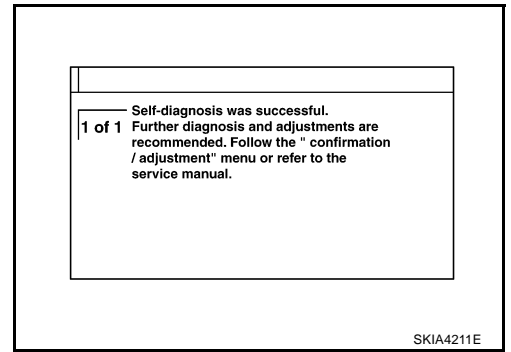 Self-diagnosis was successful.
1 of 1 Further diagnosis and adjustments are
recommended. Follow the " confirmation
/ adjustment" menu or refer to the
service manual.
SKIA4211E